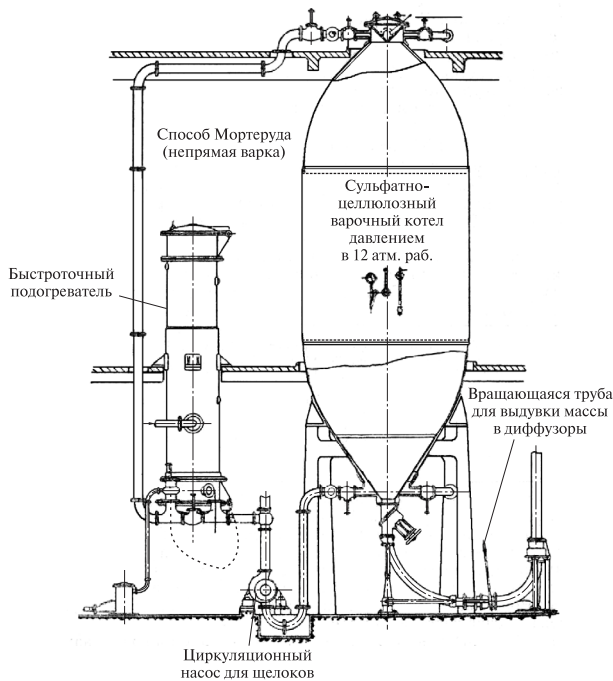 Способ Мортеруда
(непрямая варка)
Сульфатно-
целлюлозный
варочный котел
давлением
в 12 атм. раб.
Быстроточный
подогреватель
Вращающаяся труба
для выдувки массы
в диффузоры
Циркуляционный
насос для щелоков